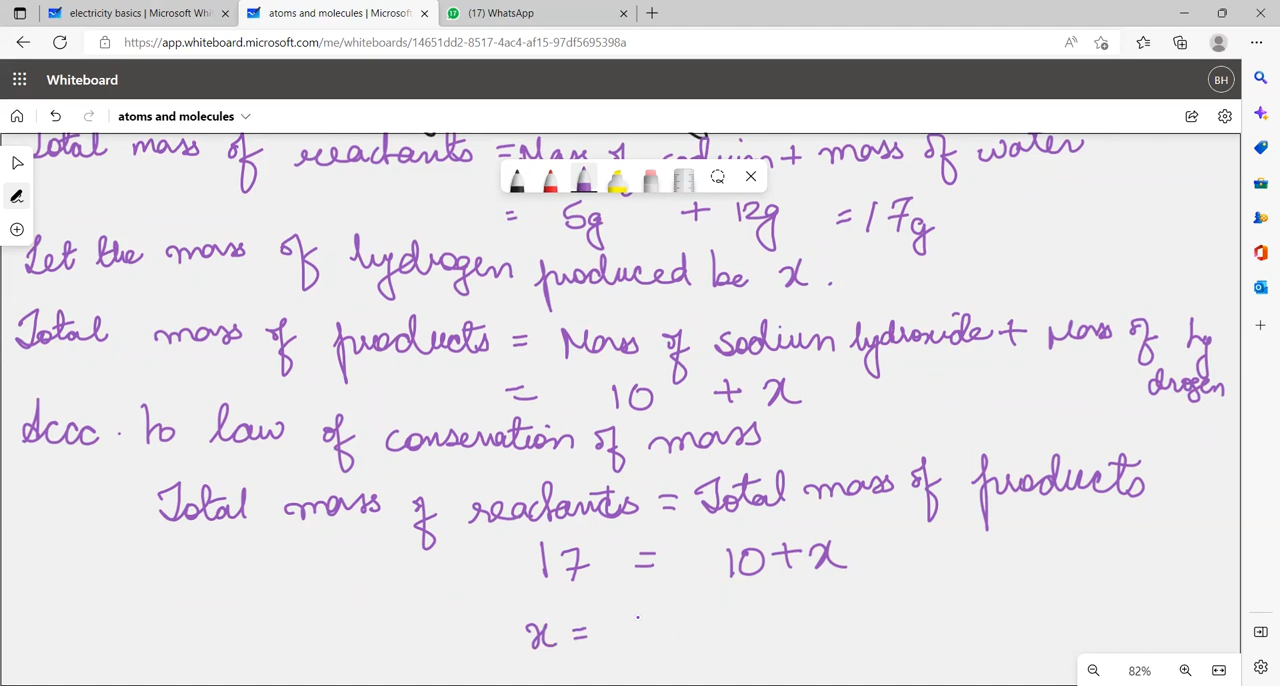 electricity basics | Microsoft Whi
atoms and molecules | Microsof
(17) WhatsApp
https://app.whiteboard.microsoft.com/me/whiteboards/14651dd2-8517-4ac4-af15-97df5695398a
Whiteboard
BH
atoms and molecules
Total mass of reactants = Mass of sodium + mass of water
= 5g + 12g = 17g
Let the mass of hydrogen produced be x.
Total mass of products = Mass of sodium hydroxide + Mass of hy
drogen
= 10 + x
Accc. to law of conservation of mass
Total mass of reactants = Total mass of products
17 = 10 + x
x =
82%